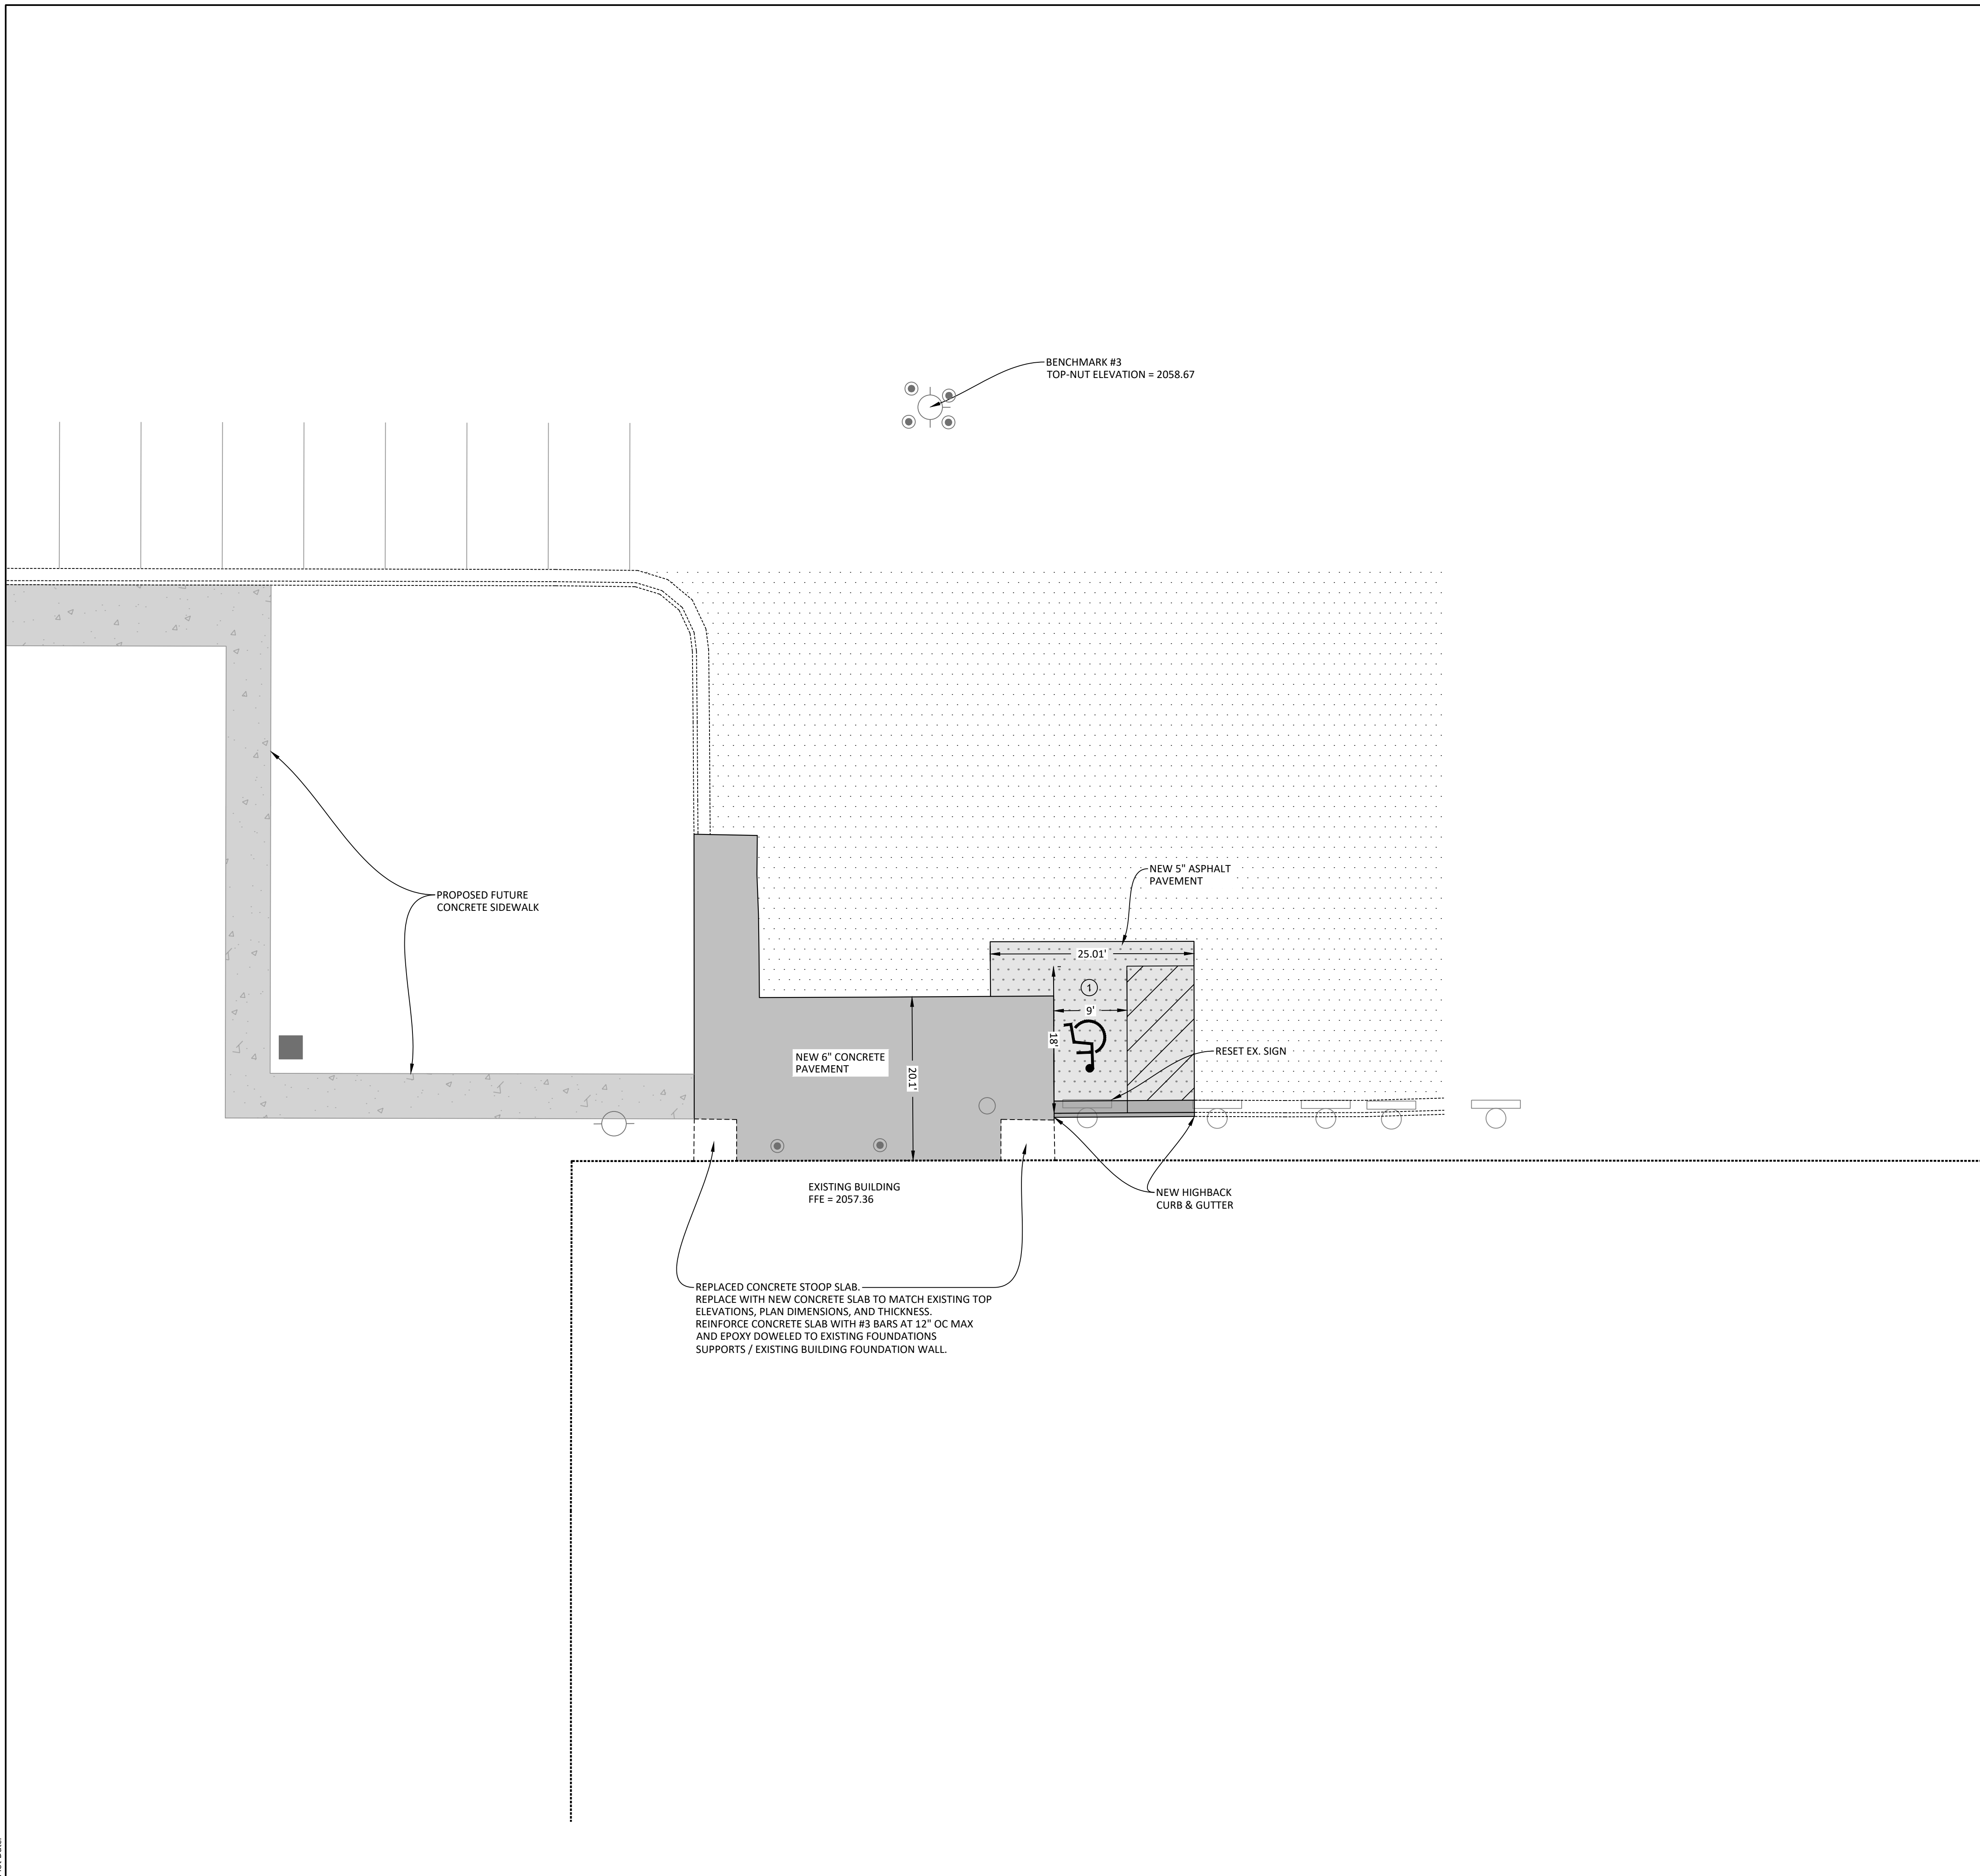 BENCHMARK #3
TOP-NUT ELEVATION = 2058.67
NEW 5" ASPHALT
PAVEMENT
PROPOSED FUTURE
CONCRETE SIDEWALK
25.01'
1
9'
18'
RESET EX. SIGN
NEW 6" CONCRETE
PAVEMENT
20.1'
EXISTING BUILDING
FFE = 2057.36
NEW HIGHBACK
CURB & GUTTER
REPLACED CONCRETE STOOP SLAB.
REPLACE WITH NEW CONCRETE SLAB TO MATCH EXISTING TOP
ELEVATIONS, PLAN DIMENSIONS, AND THICKNESS.
REINFORCE CONCRETE SLAB WITH #3 BARS AT 12" OC MAX
AND EPOXY DOWELED TO EXISTING FOUNDATIONS
SUPPORTS / EXISTING BUILDING FOUNDATION WALL.